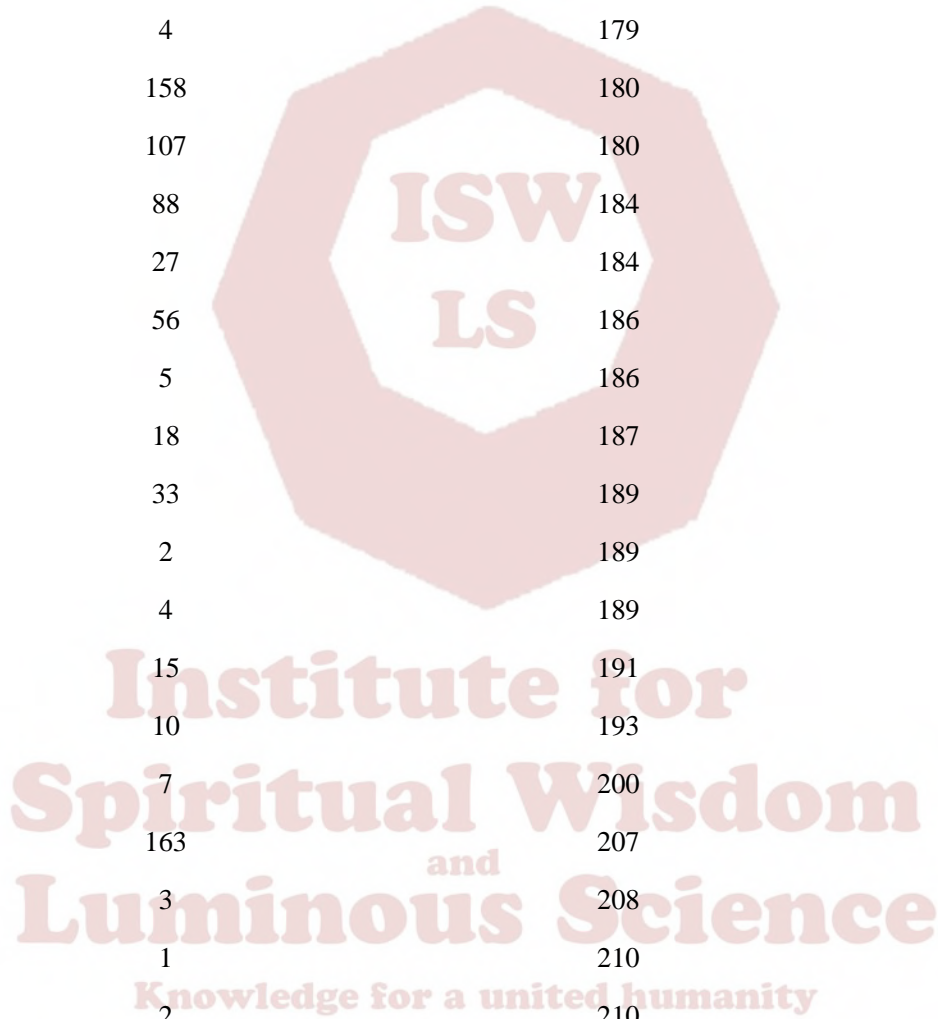 4 179
158 180
107 180
88 184
ISW
27 184
LS
56 186
5 186
18 187
33 189
2 189
4 189
15 191
Institute for
10 193
7 200
Spiritual Wisdom
163 207
and
3 208
Luminous Science
1 210
Knowledge for a united humanity
2 210